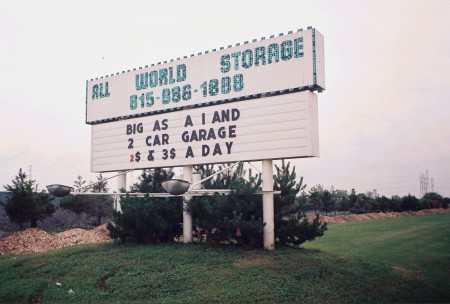 ALL WORLD STORAGE
815-886-1888
BIG AS A 1 AND
2 CAR GARAGE
2$ & 3$ A DAY